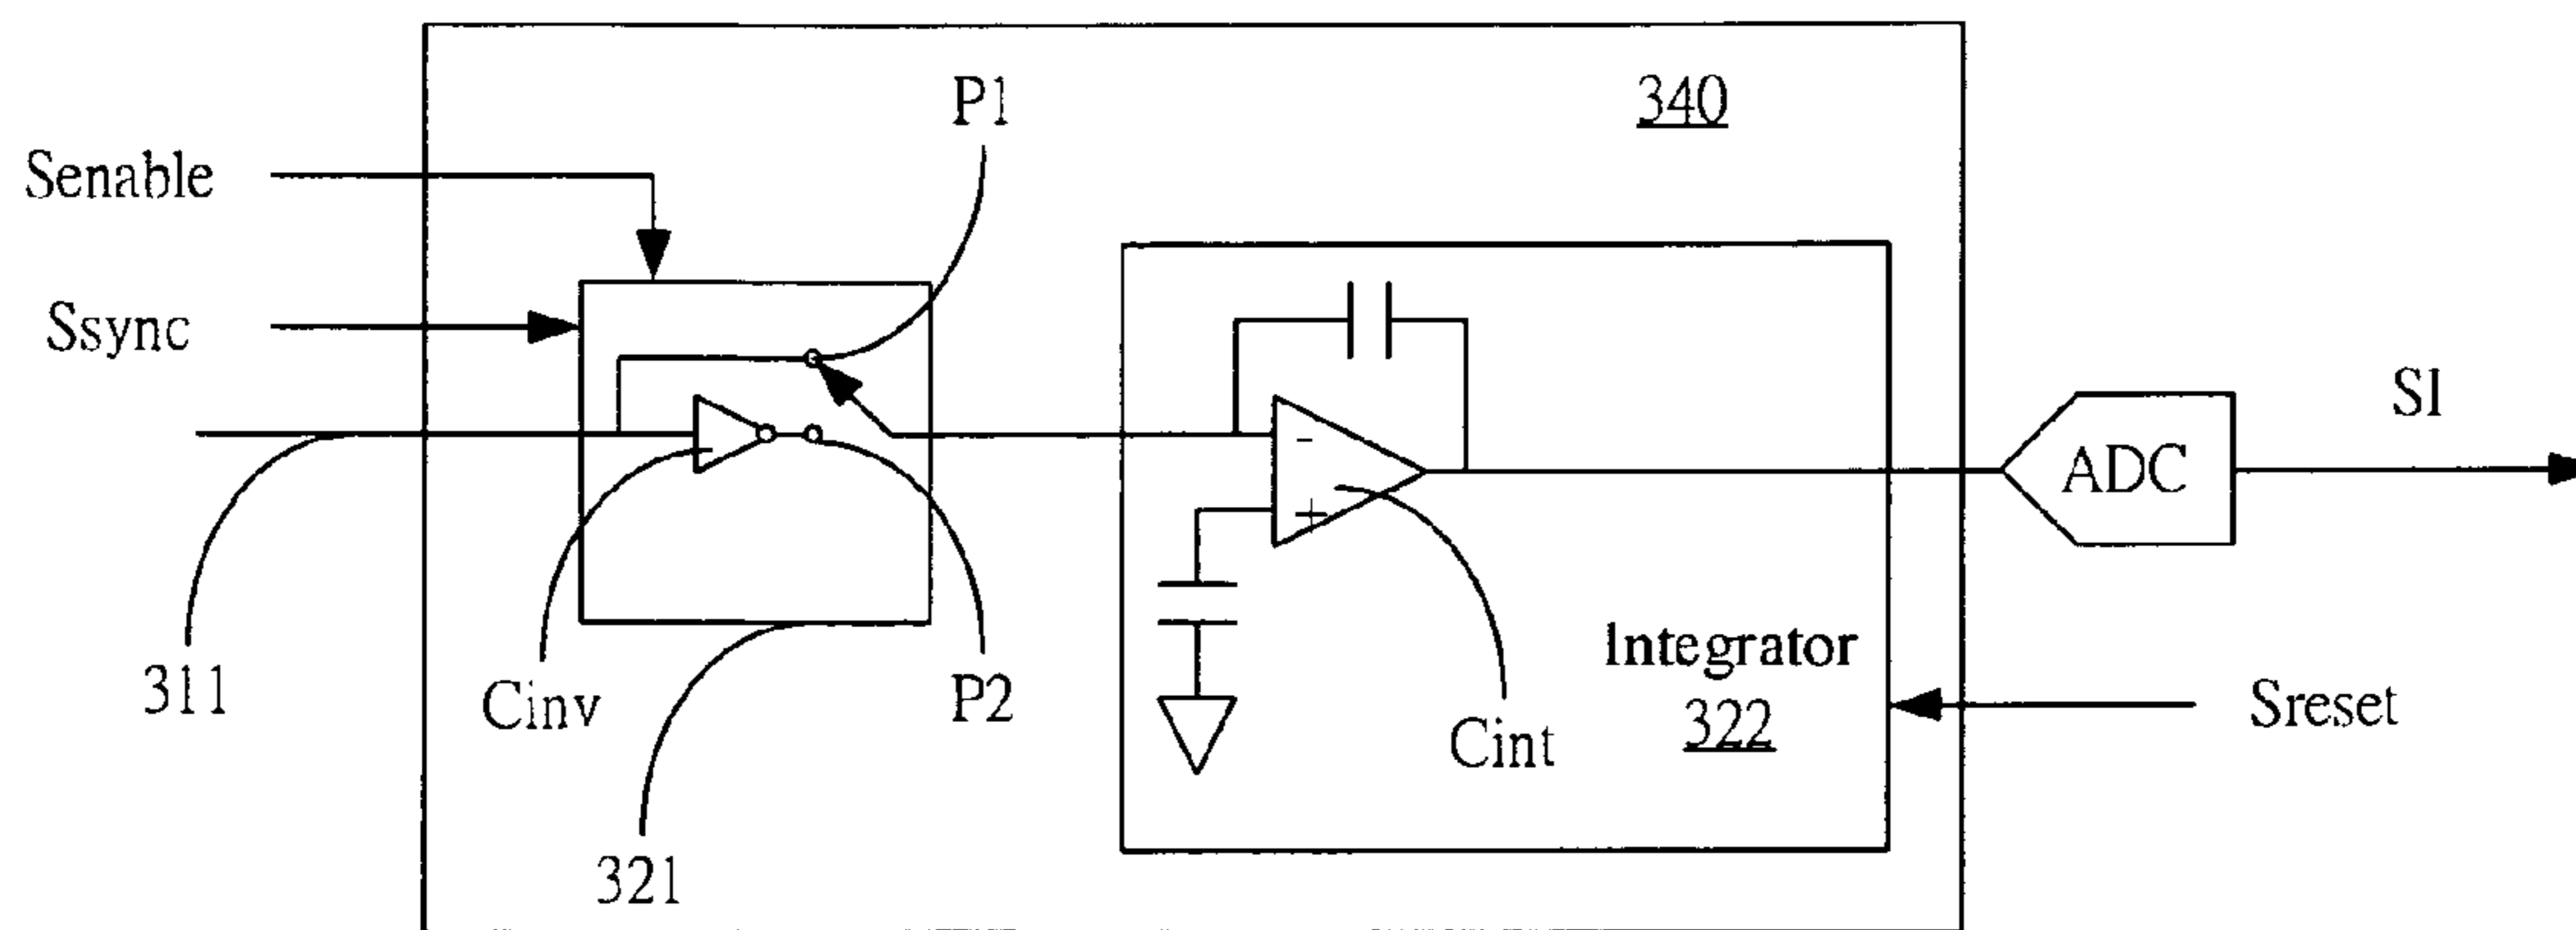 340
P1
Senable
Ssync
SI
ADC
-
+
Integrator
322
311
Cinv
P2
Cint
Sreset
321